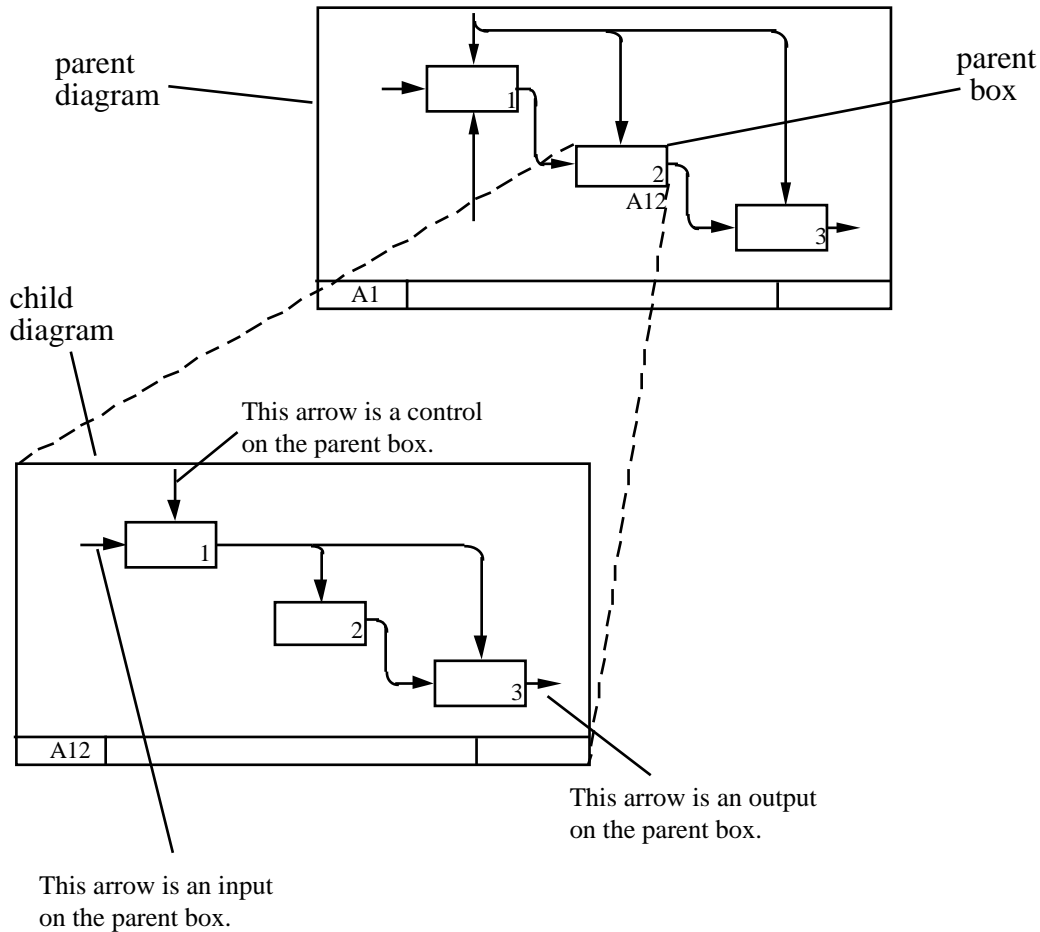 parent
diagram
parent
box
1
2
A12
3
A1
child
diagram
This arrow is a control
on the parent box.
1
2
3
A12
This arrow is an output
on the parent box.
This arrow is an input
on the parent box.